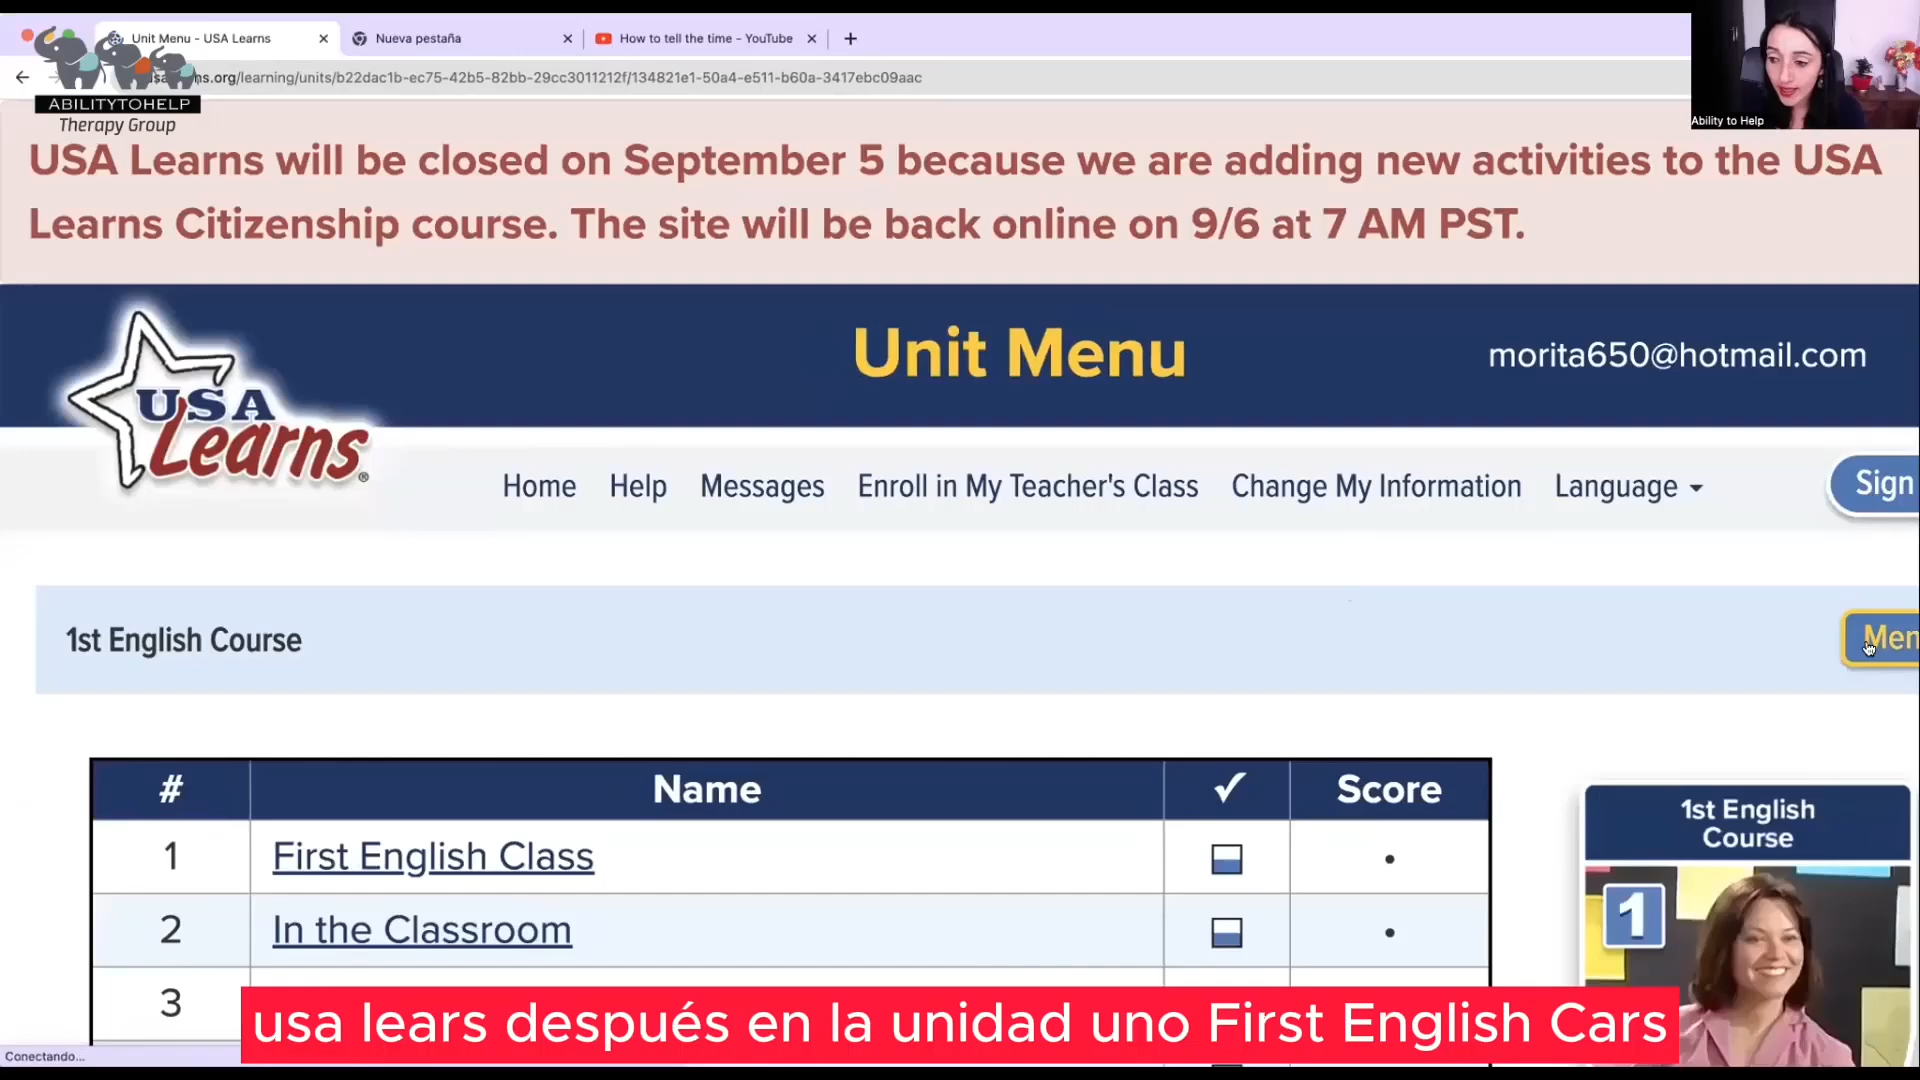 Unit Menu - USA Learns
Nueva pestaña
How to tell the time - YouTube
ns.org/learning/units/b22dac1b-ec75-42b5-82bb-29cc3011212f/134821e1-50a4-e511-b60a-3417ebc09aac
ABILITYTOHELP
Therapy Group
Ability to Help
USA Learns will be closed on September 5 because we are adding new activities to the USA
Learns Citizenship course. The site will be back online on 9/6 at 7 AM PST.
USA
Learns®
Unit Menu
morita650@hotmail.com
Home Help Messages Enroll in My Teacher's Class Change My Information Language
Sign
1st English Course
Men
# Name ✓ Score
1 First English Class •
2 In the Classroom •
3
1st English
Course
1
usa lears después en la unidad uno First English Cars
Conectando...